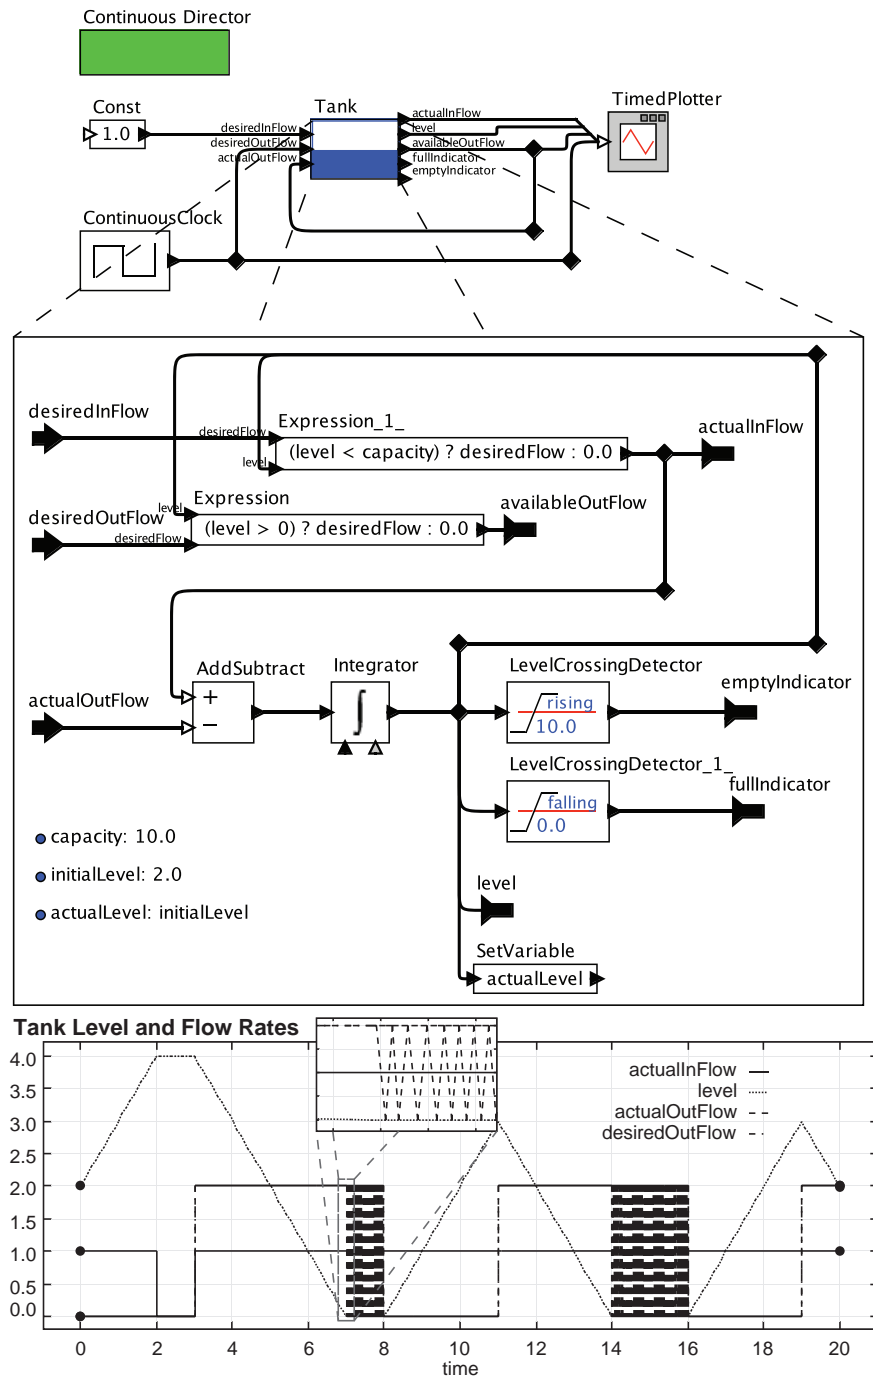 Continuous Director
Const
1.0
Tank
desiredInFlow
desiredOutFlow
actualOutFlow
actualInFlow
level
availableOutFlow
fullIndicator
emptyIndicator
TimedPlotter
ContinuousClock
desiredInFlow
desiredFlow
level
Expression_1_
(level < capacity) ? desiredFlow : 0.0
actualInFlow
desiredOutFlow
level
desiredFlow
Expression
(level > 0) ? desiredFlow : 0.0
availableOutFlow
actualOutFlow
AddSubtract
+
−
Integrator
∫
LevelCrossingDetector
rising
10.0
emptyIndicator
LevelCrossingDetector_1_
falling
0.0
fullIndicator
capacity: 10.0
initialLevel: 2.0
actualLevel: initialLevel
level
SetVariable
actualLevel
Tank Level and Flow Rates
4.0
3.5
3.0
2.5
2.0
1.5
1.0
0.5
0.0
actualInFlow
level
actualOutFlow
desiredOutFlow
0 2 4 6 8 10 12 14 16 18 20
time